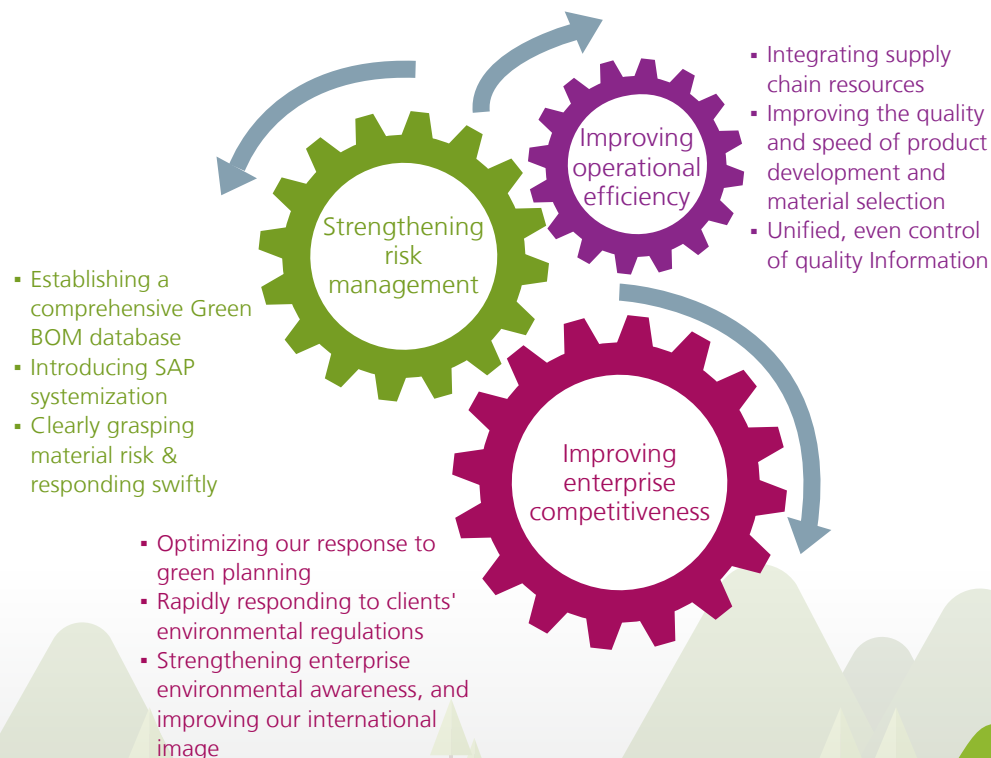 Improving
operational
efficiency
▪ Integrating supply
chain resources
▪ Improving the quality
and speed of product
development and
material selection
▪ Unified, even control
of quality Information
Strengthening
risk
management
▪ Establishing a
comprehensive Green
BOM database
▪ Introducing SAP
systemization
▪ Clearly grasping
material risk &
responding swiftly
Improving
enterprise
competitiveness
▪ Optimizing our response to
green planning
▪ Rapidly responding to clients'
environmental regulations
▪ Strengthening enterprise
environmental awareness, and
improving our international
image